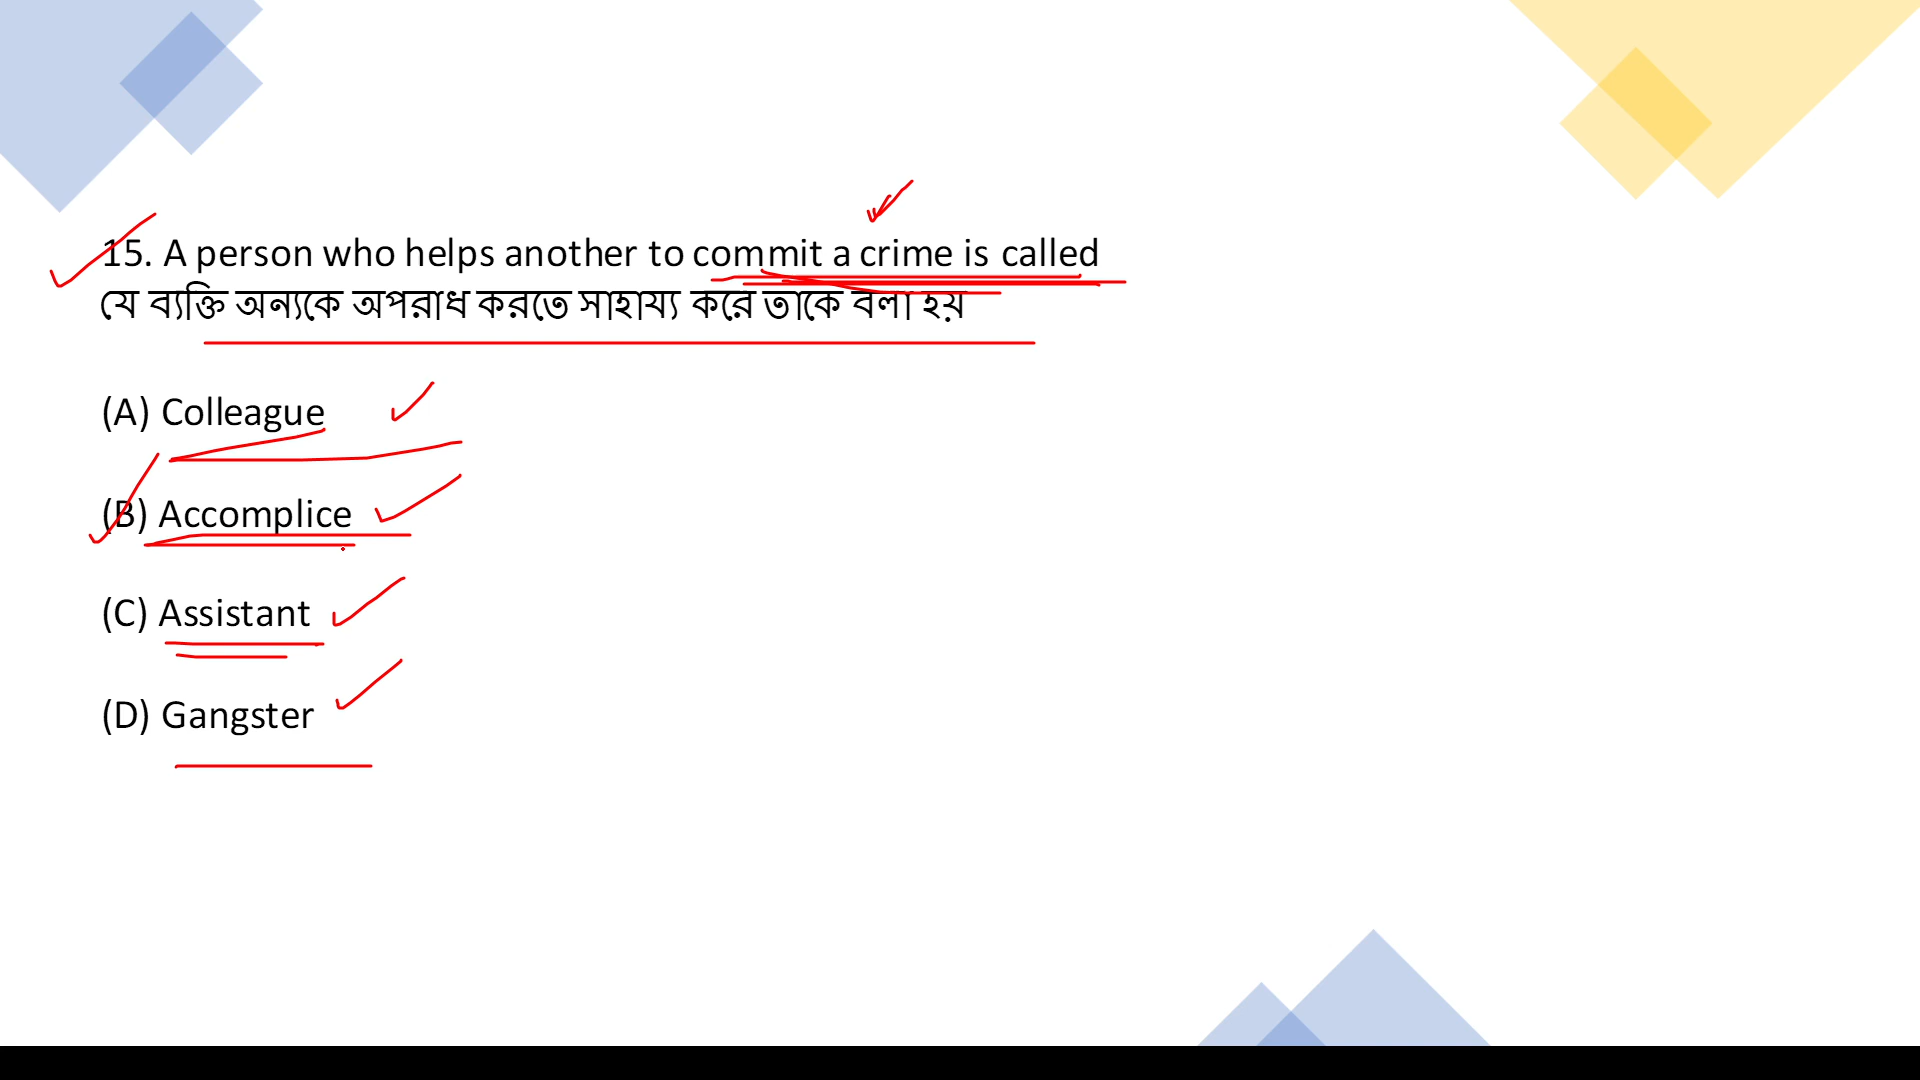 15. A person who helps another to commit a crime is called
যে ব্যক্তি অন্যকে অপরাধ করতে সাহায্য করে তাকে বলা হয়
(A) Colleague
(B) Accomplice
(C) Assistant
(D) Gangster